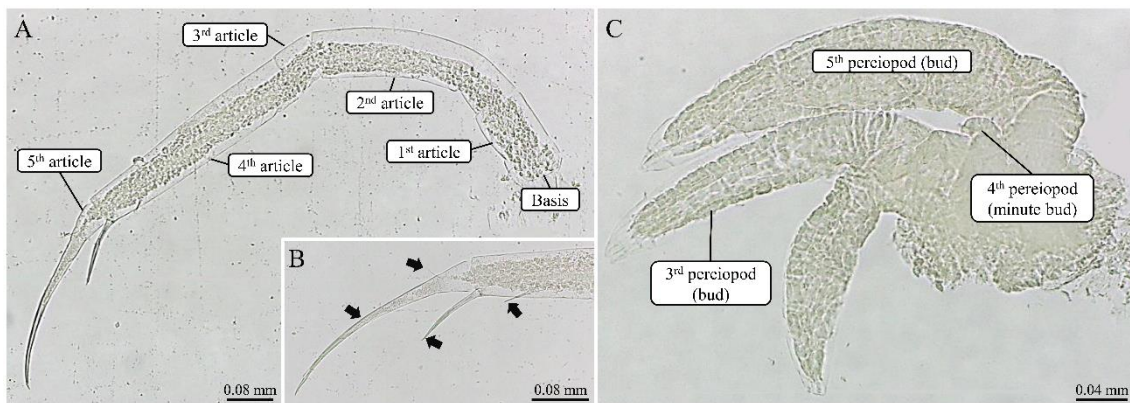 A
3rd article
2nd article
1st article
5th article
4th article
Basis
0.08 mm
B
0.08 mm
C
5th pereiopod (bud)
4th pereiopod
(minute bud)
3rd pereiopod
(bud)
0.04 mm